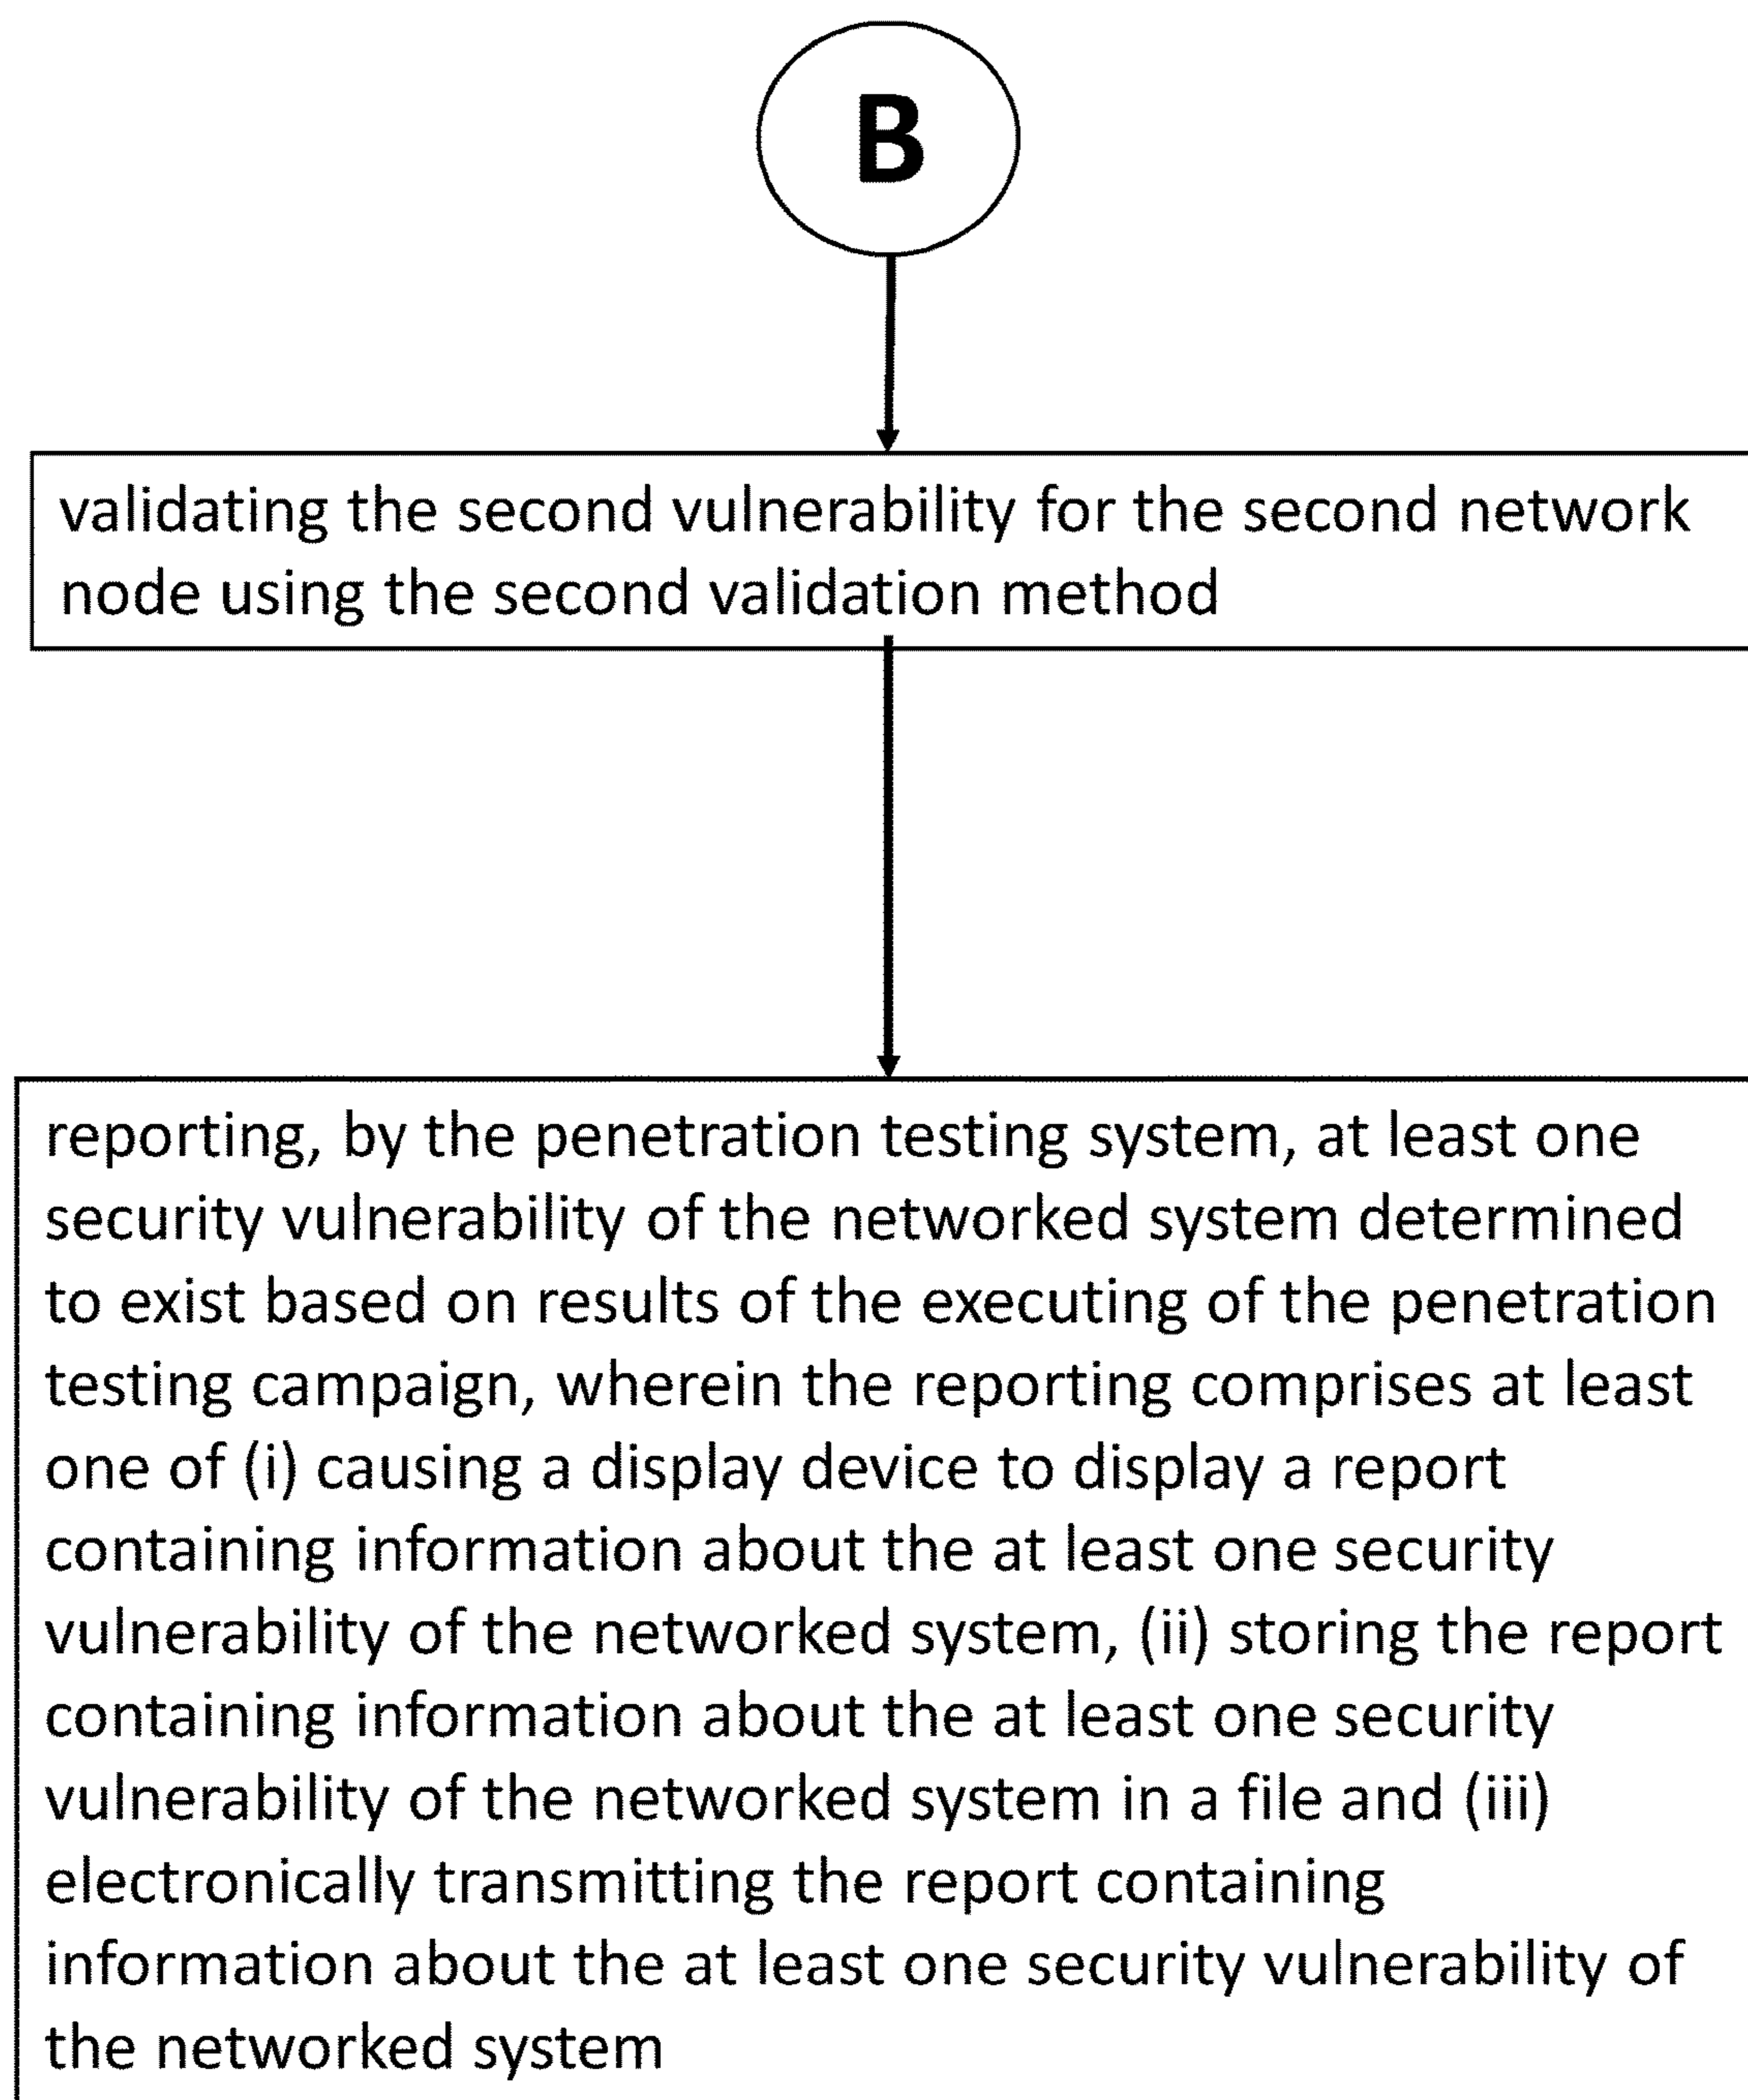 B
validating the second vulnerability for the second network
node using the second validation method
reporting, by the penetration testing system, at least one
security vulnerability of the networked system determined
to exist based on results of the executing of the penetration
testing campaign, wherein the reporting comprises at least
one of (i) causing a display device to display a report
containing information about the at least one security
vulnerability of the networked system, (ii) storing the report
containing information about the at least one security
vulnerability of the networked system in a file and (iii)
electronically transmitting the report containing
information about the at least one security vulnerability of
the networked system